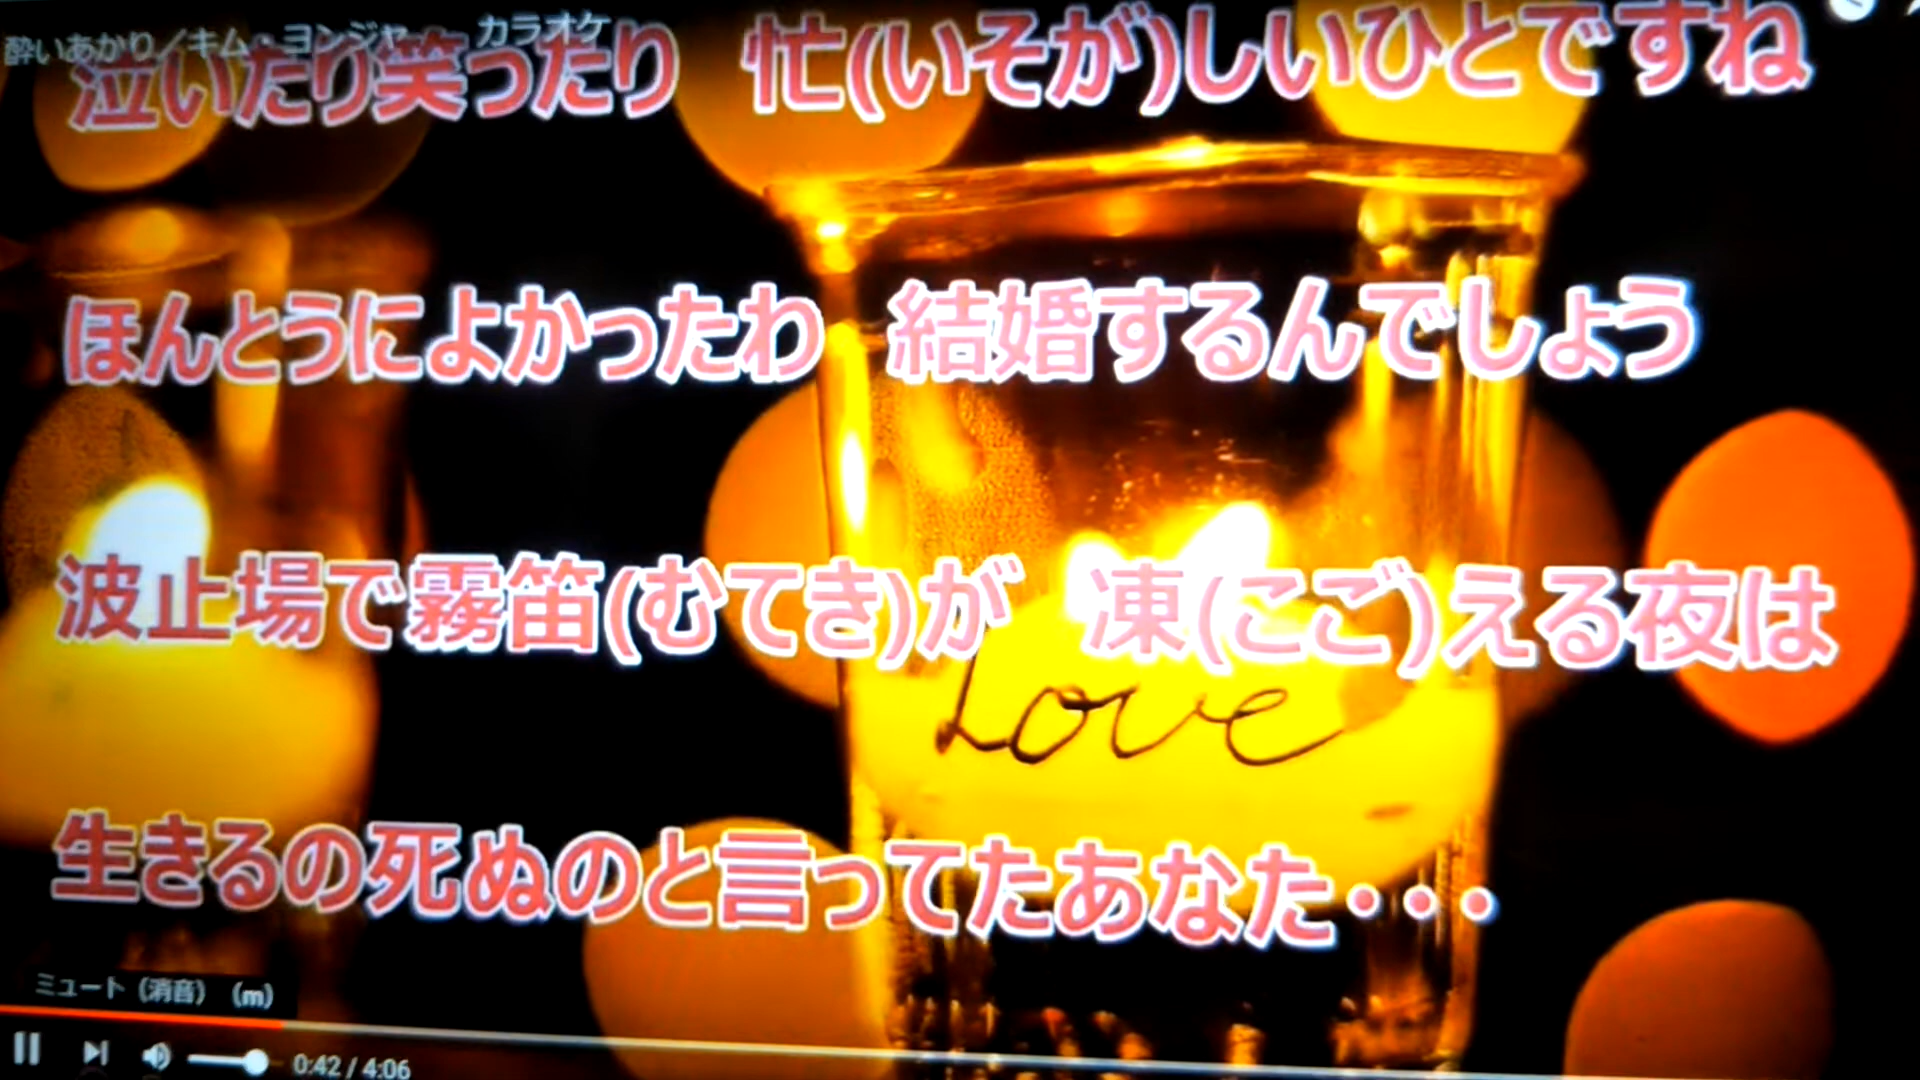 酔いあかり／キム・ヨンジャ　カラオケ
泣いたり笑ったり　忙(いそが)しいひとですね
ほんとうによかったわ　結婚するんでしょう
波止場で霧笛(むてき)が　凍(こご)える夜は
Love
生きるの死ぬのと言ってたあなた・・・
ミュート（消音）（m）
0:42 / 4:06